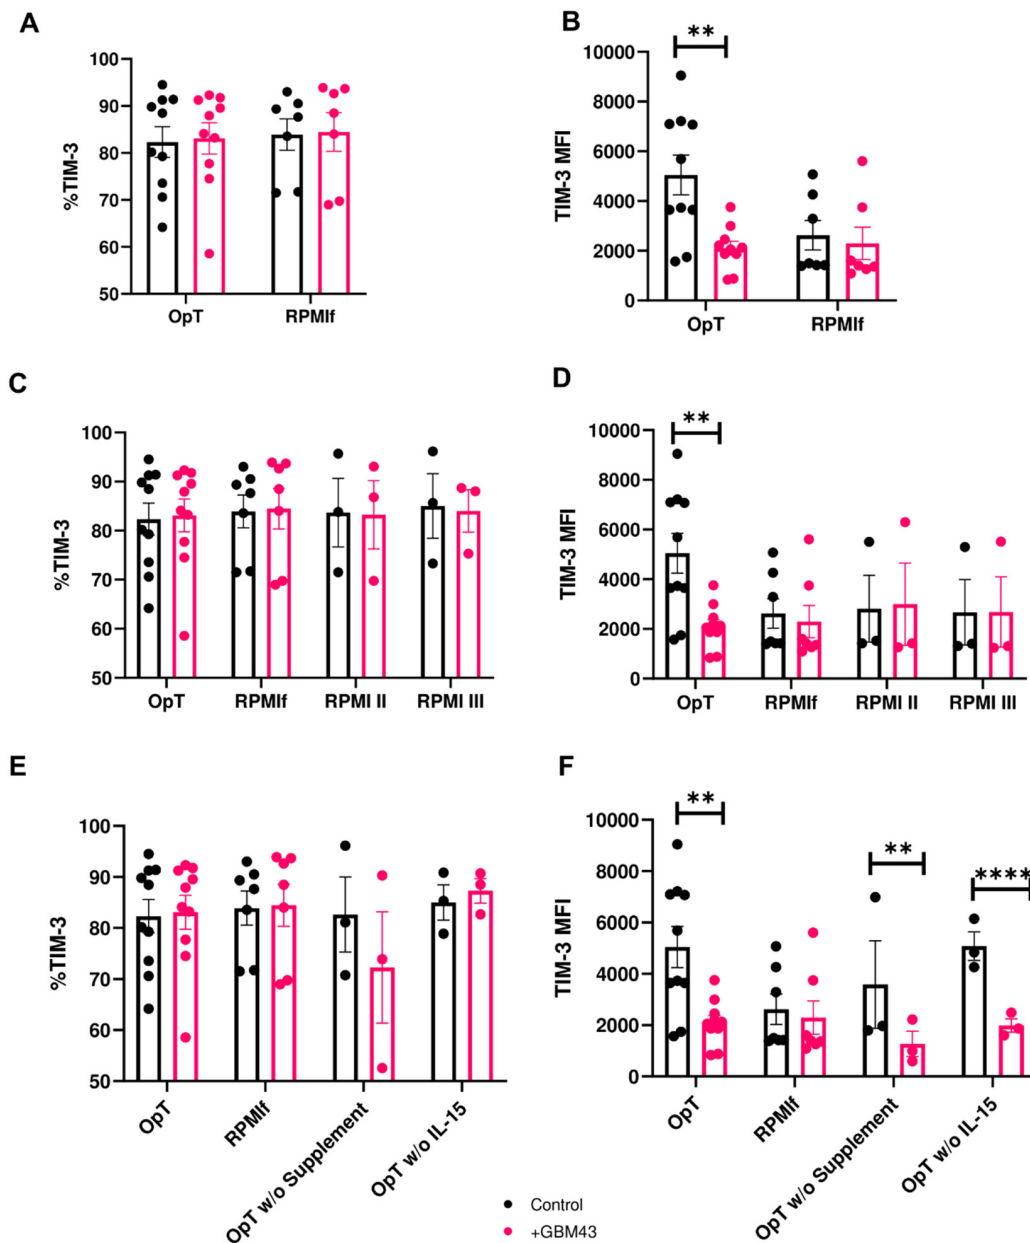 A
%TIM-3
100
90
80
70
60
50
OpT
RPMIf
B
**
TIM-3 MFI
10000
8000
6000
4000
2000
0
OpT
RPMIf
C
%TIM-3
100
90
80
70
60
50
OpT
RPMIf
RPMI II
RPMI III
D
**
TIM-3 MFI
10000
8000
6000
4000
2000
0
OpT
RPMIf
RPMI II
RPMI III
E
%TIM-3
100
90
80
70
60
50
OpT
RPMIf
OpT w/o Supplement
OpT w/o IL-15
F
**
**
****
TIM-3 MFI
10000
8000
6000
4000
2000
0
OpT
RPMIf
OpT w/o Supplement
OpT w/o IL-15
Control
+GBM43